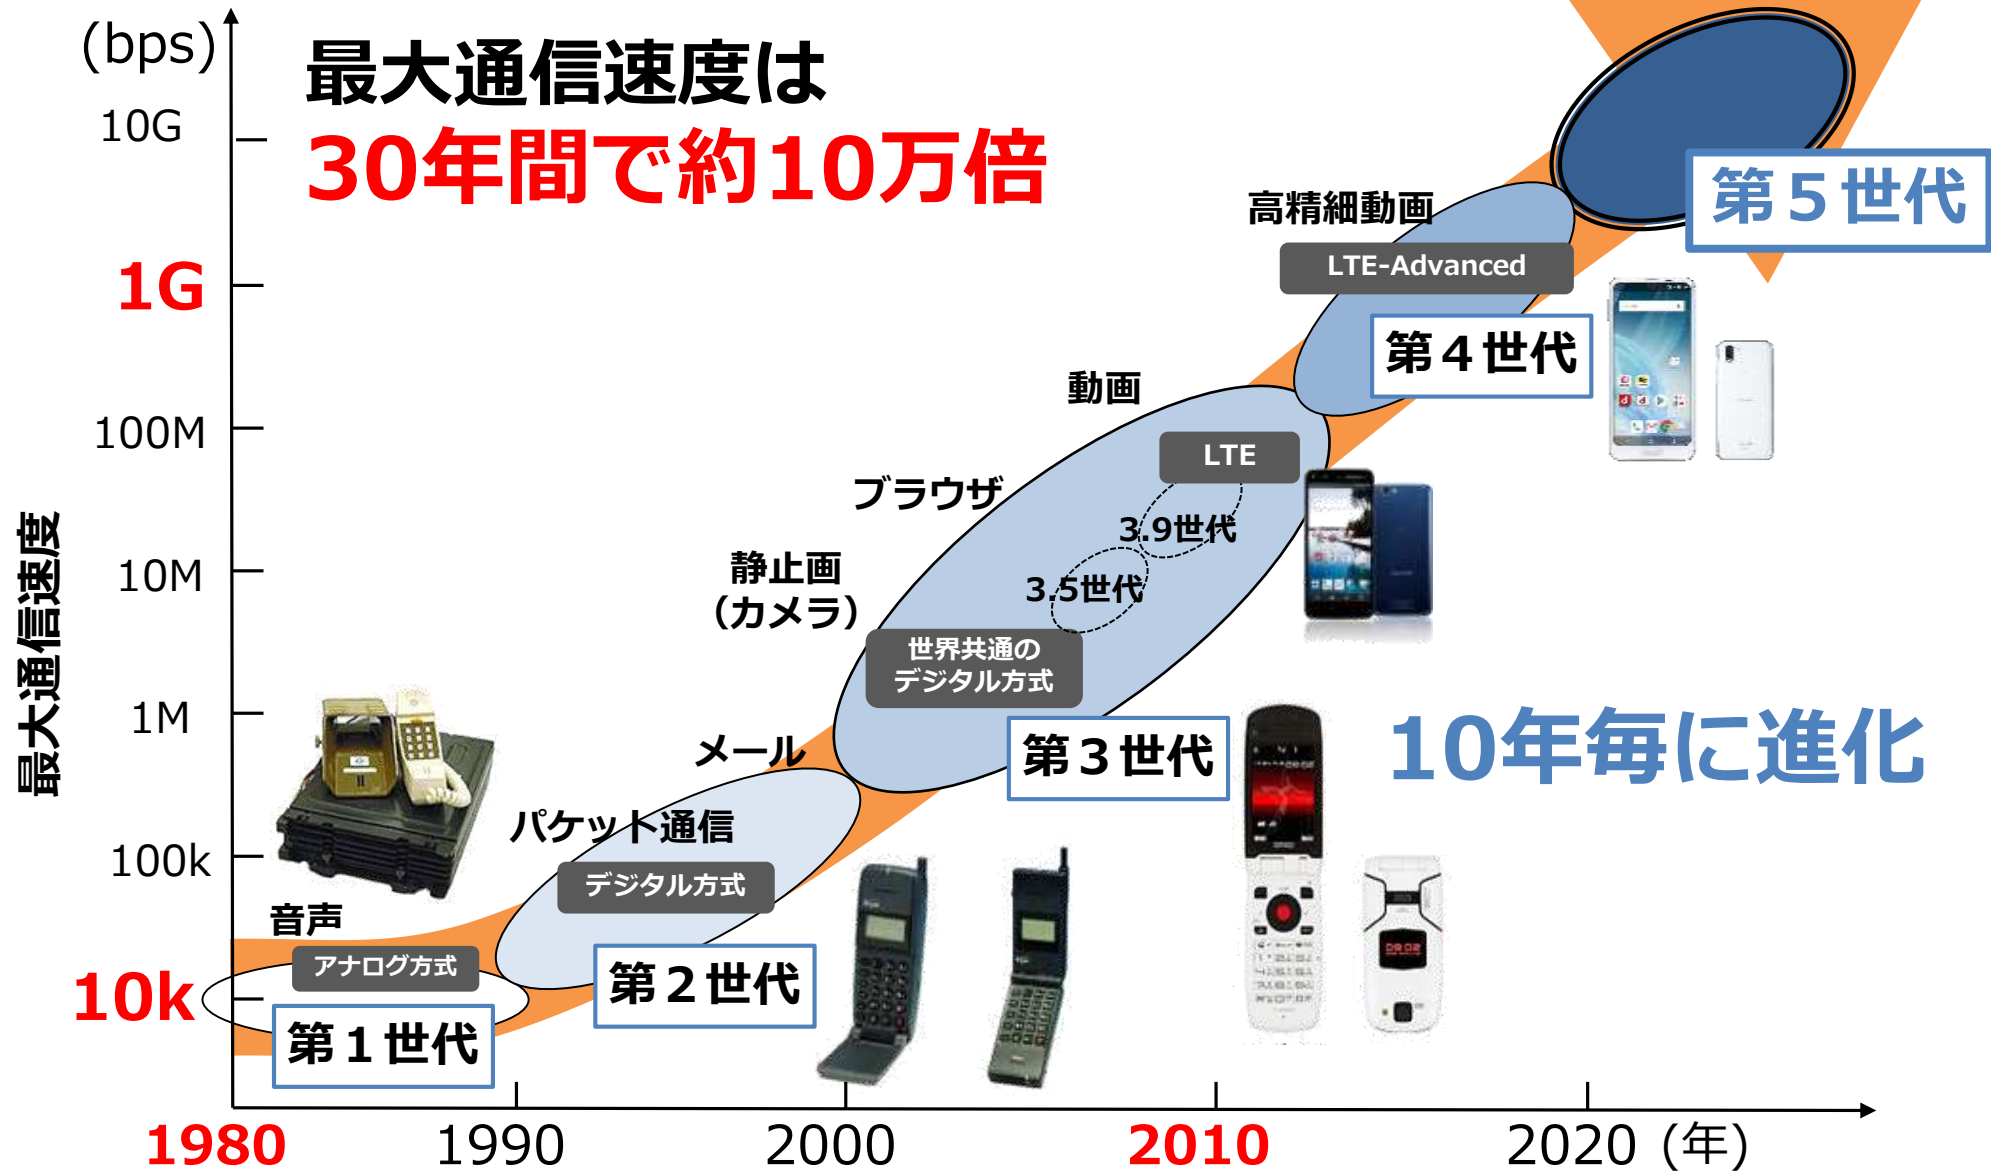 (bps)
最大通信速度は
30年間で約10万倍
10G
1G
100M
10M
1M
100k
10k
最大通信速度
第５世代
高精細動画
LTE-Advanced
第４世代
動画
LTE
ブラウザ
3.9世代
静止画
（カメラ）
3.5世代
世界共通の
デジタル方式
第３世代
10年毎に進化
メール
パケット通信
デジタル方式
第２世代
音声
アナログ方式
第１世代
1980
1990
2000
2010
2020
(年)